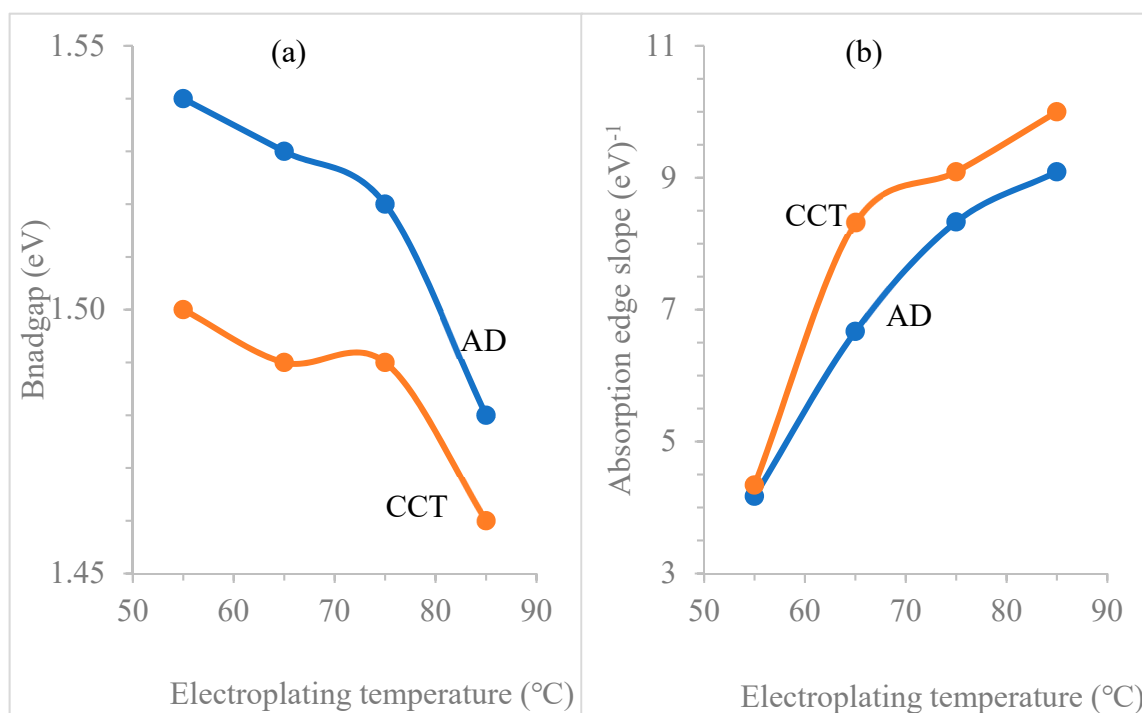 (a)
1.55
1.50
1.45
Bnadgap (eV)
AD
CCT
50 60 70 80 90
Electroplating temperature (°C)
(b)
11
9
7
5
3
Absorption edge slope (eV)⁻¹
CCT
AD
50 60 70 80 90
Electroplating temperature (°C)